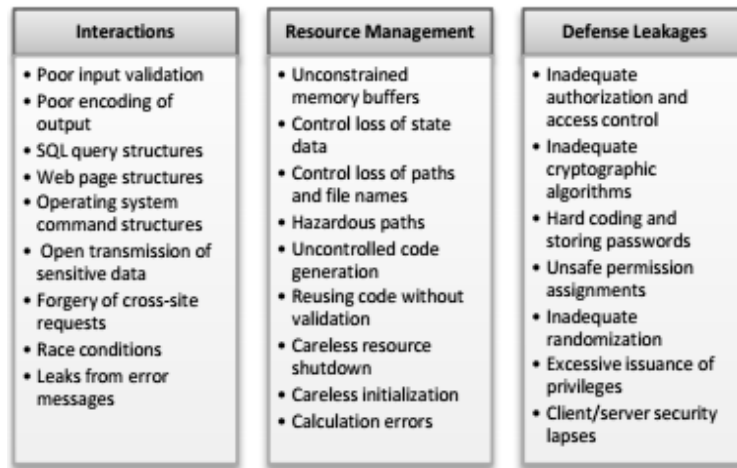 Interactions
• Poor input validation
• Poor encoding of
output
• SQL query structures
• Web page structures
• Operating system
command structures
• Open transmission of
sensitive data
• Forgery of cross-site
requests
• Race conditions
• Leaks from error
messages
Resource Management
• Unconstrained
memory buffers
• Control loss of state
data
• Control loss of paths
and file names
• Hazardous paths
• Uncontrolled code
generation
• Reusing code without
validation
• Careless resource
shutdown
• Careless initialization
• Calculation errors
Defense Leakages
• Inadequate
authorization and
access control
• Inadequate
cryptographic
algorithms
• Hard coding and
storing passwords
• Unsafe permission
assignments
• Inadequate
randomization
• Excessive issuance of
privileges
• Client/server security
lapses